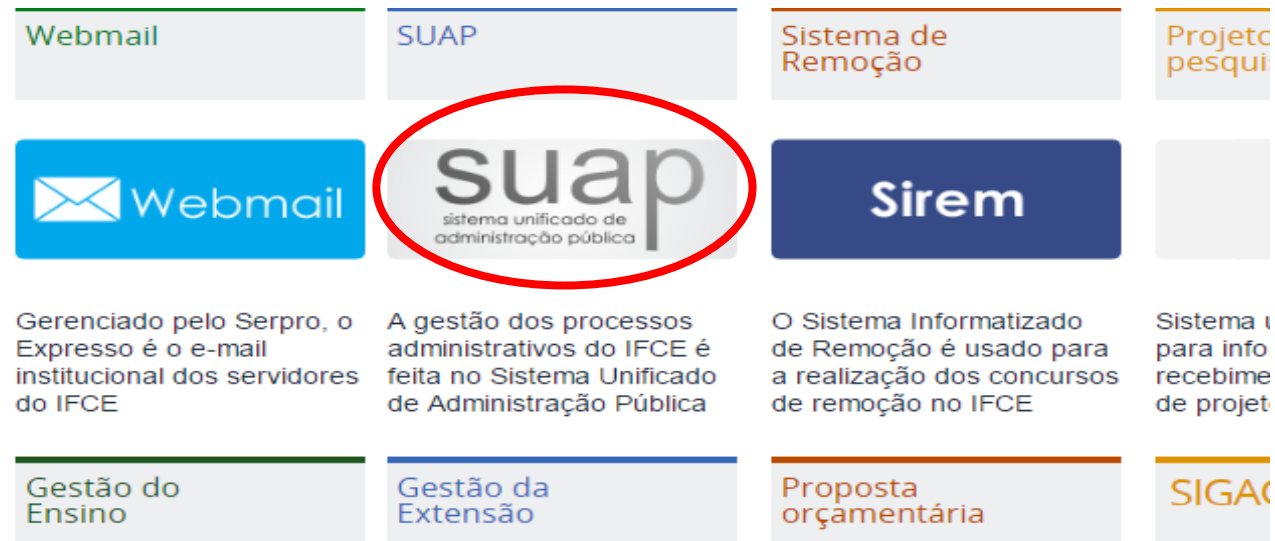 Webmail
SUAP
Sistema de
Remoção
Webmail
suap
sistema unificado de
administração pública
Sirem
Gerenciado pelo Serpro, o
Expresso é o e-mail
institucional dos servidores
do IFCE
A gestão dos processos
administrativos do IFCE é
feita no Sistema Unificado
de Administração Pública
O Sistema Informatizado
de Remoção é usado para
a realização dos concursos
de remoção no IFCE
Sistema
para
de
Gestão do
Ensino
Gestão da
Extensão
Proposta
orçamentária